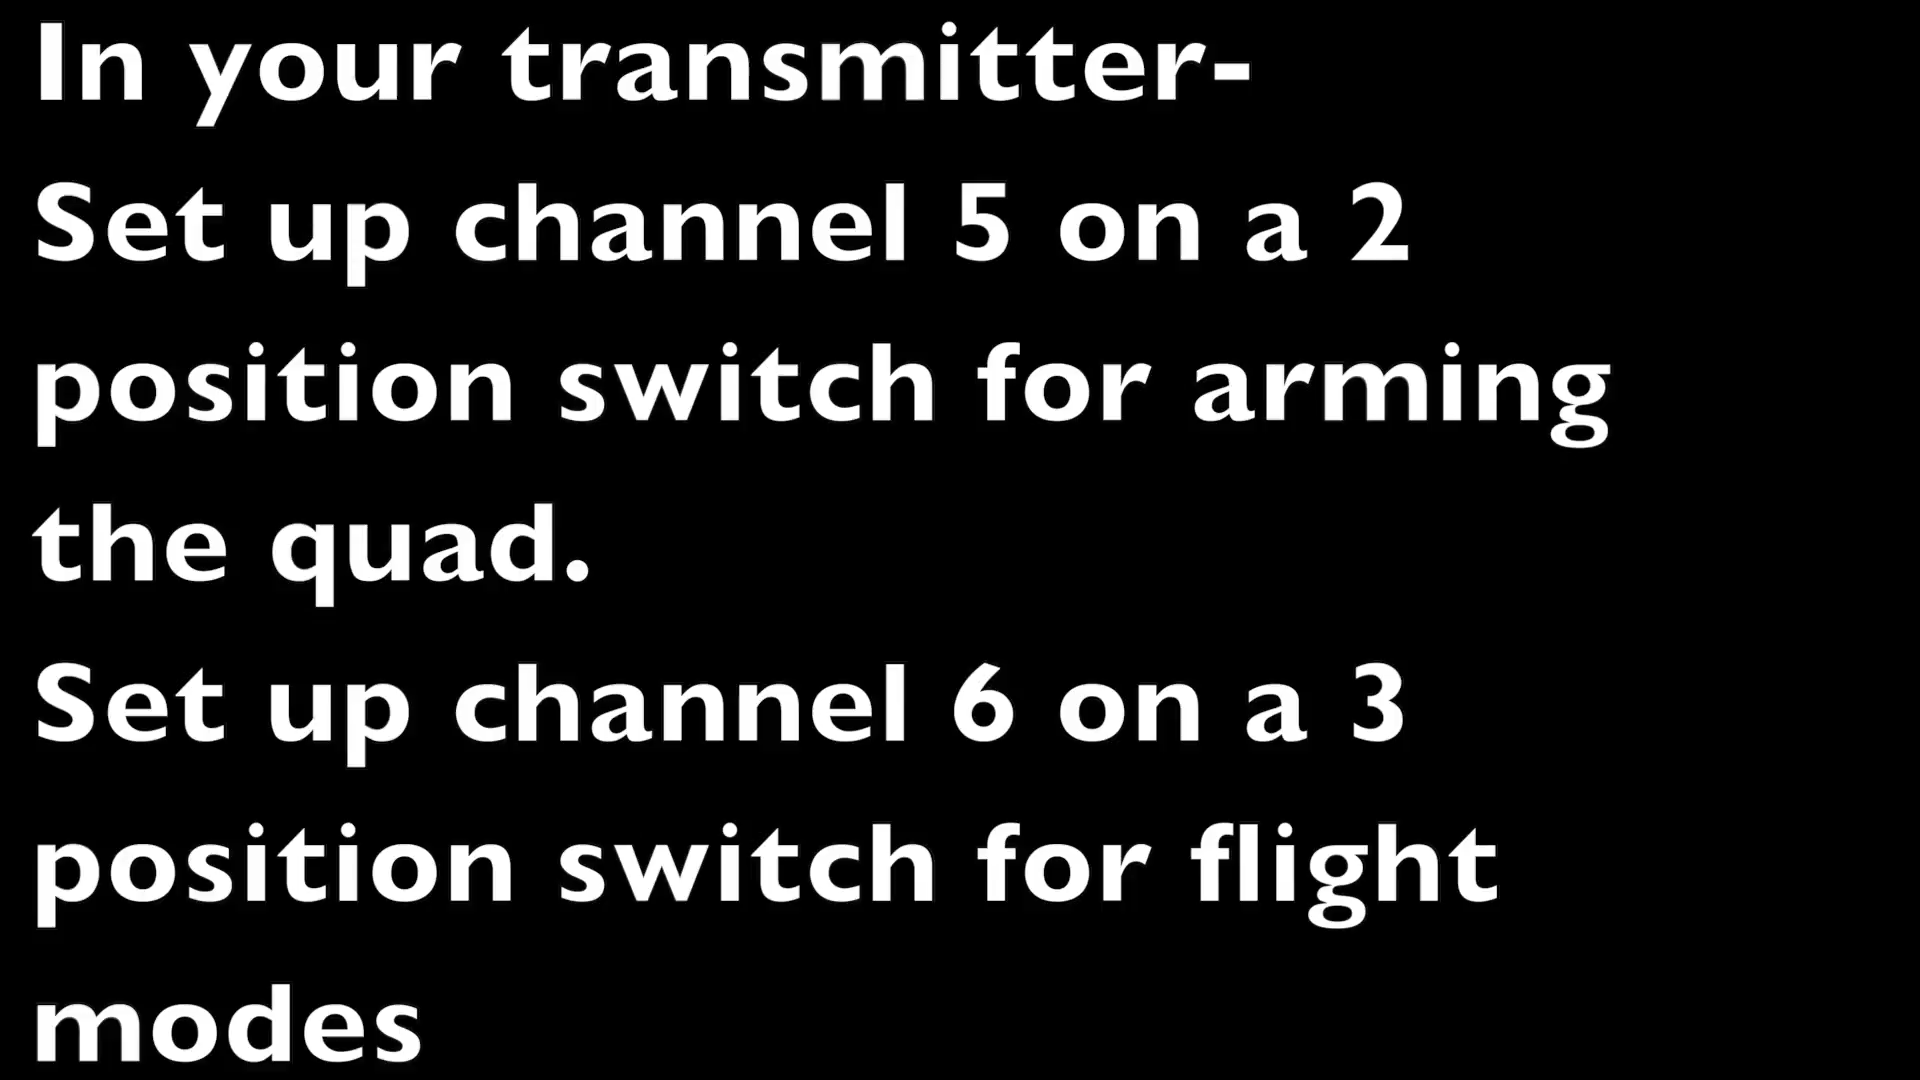 In your transmitter-
Set up channel 5 on a 2
position switch for arming
the quad.
Set up channel 6 on a 3
position switch for flight
modes